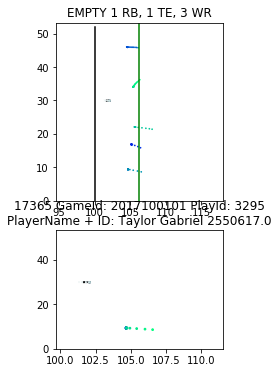 EMPTY 1 RB, 1 TE, 3 WR
50
40
30
20
10
0
95 100 105 110 115
17365 GameId: 2017100101 PlayId: 3295
PlayerName + ID: Taylor Gabriel 2550617.0
40
20
0
100.0 102.5 105.0 107.5 110.0